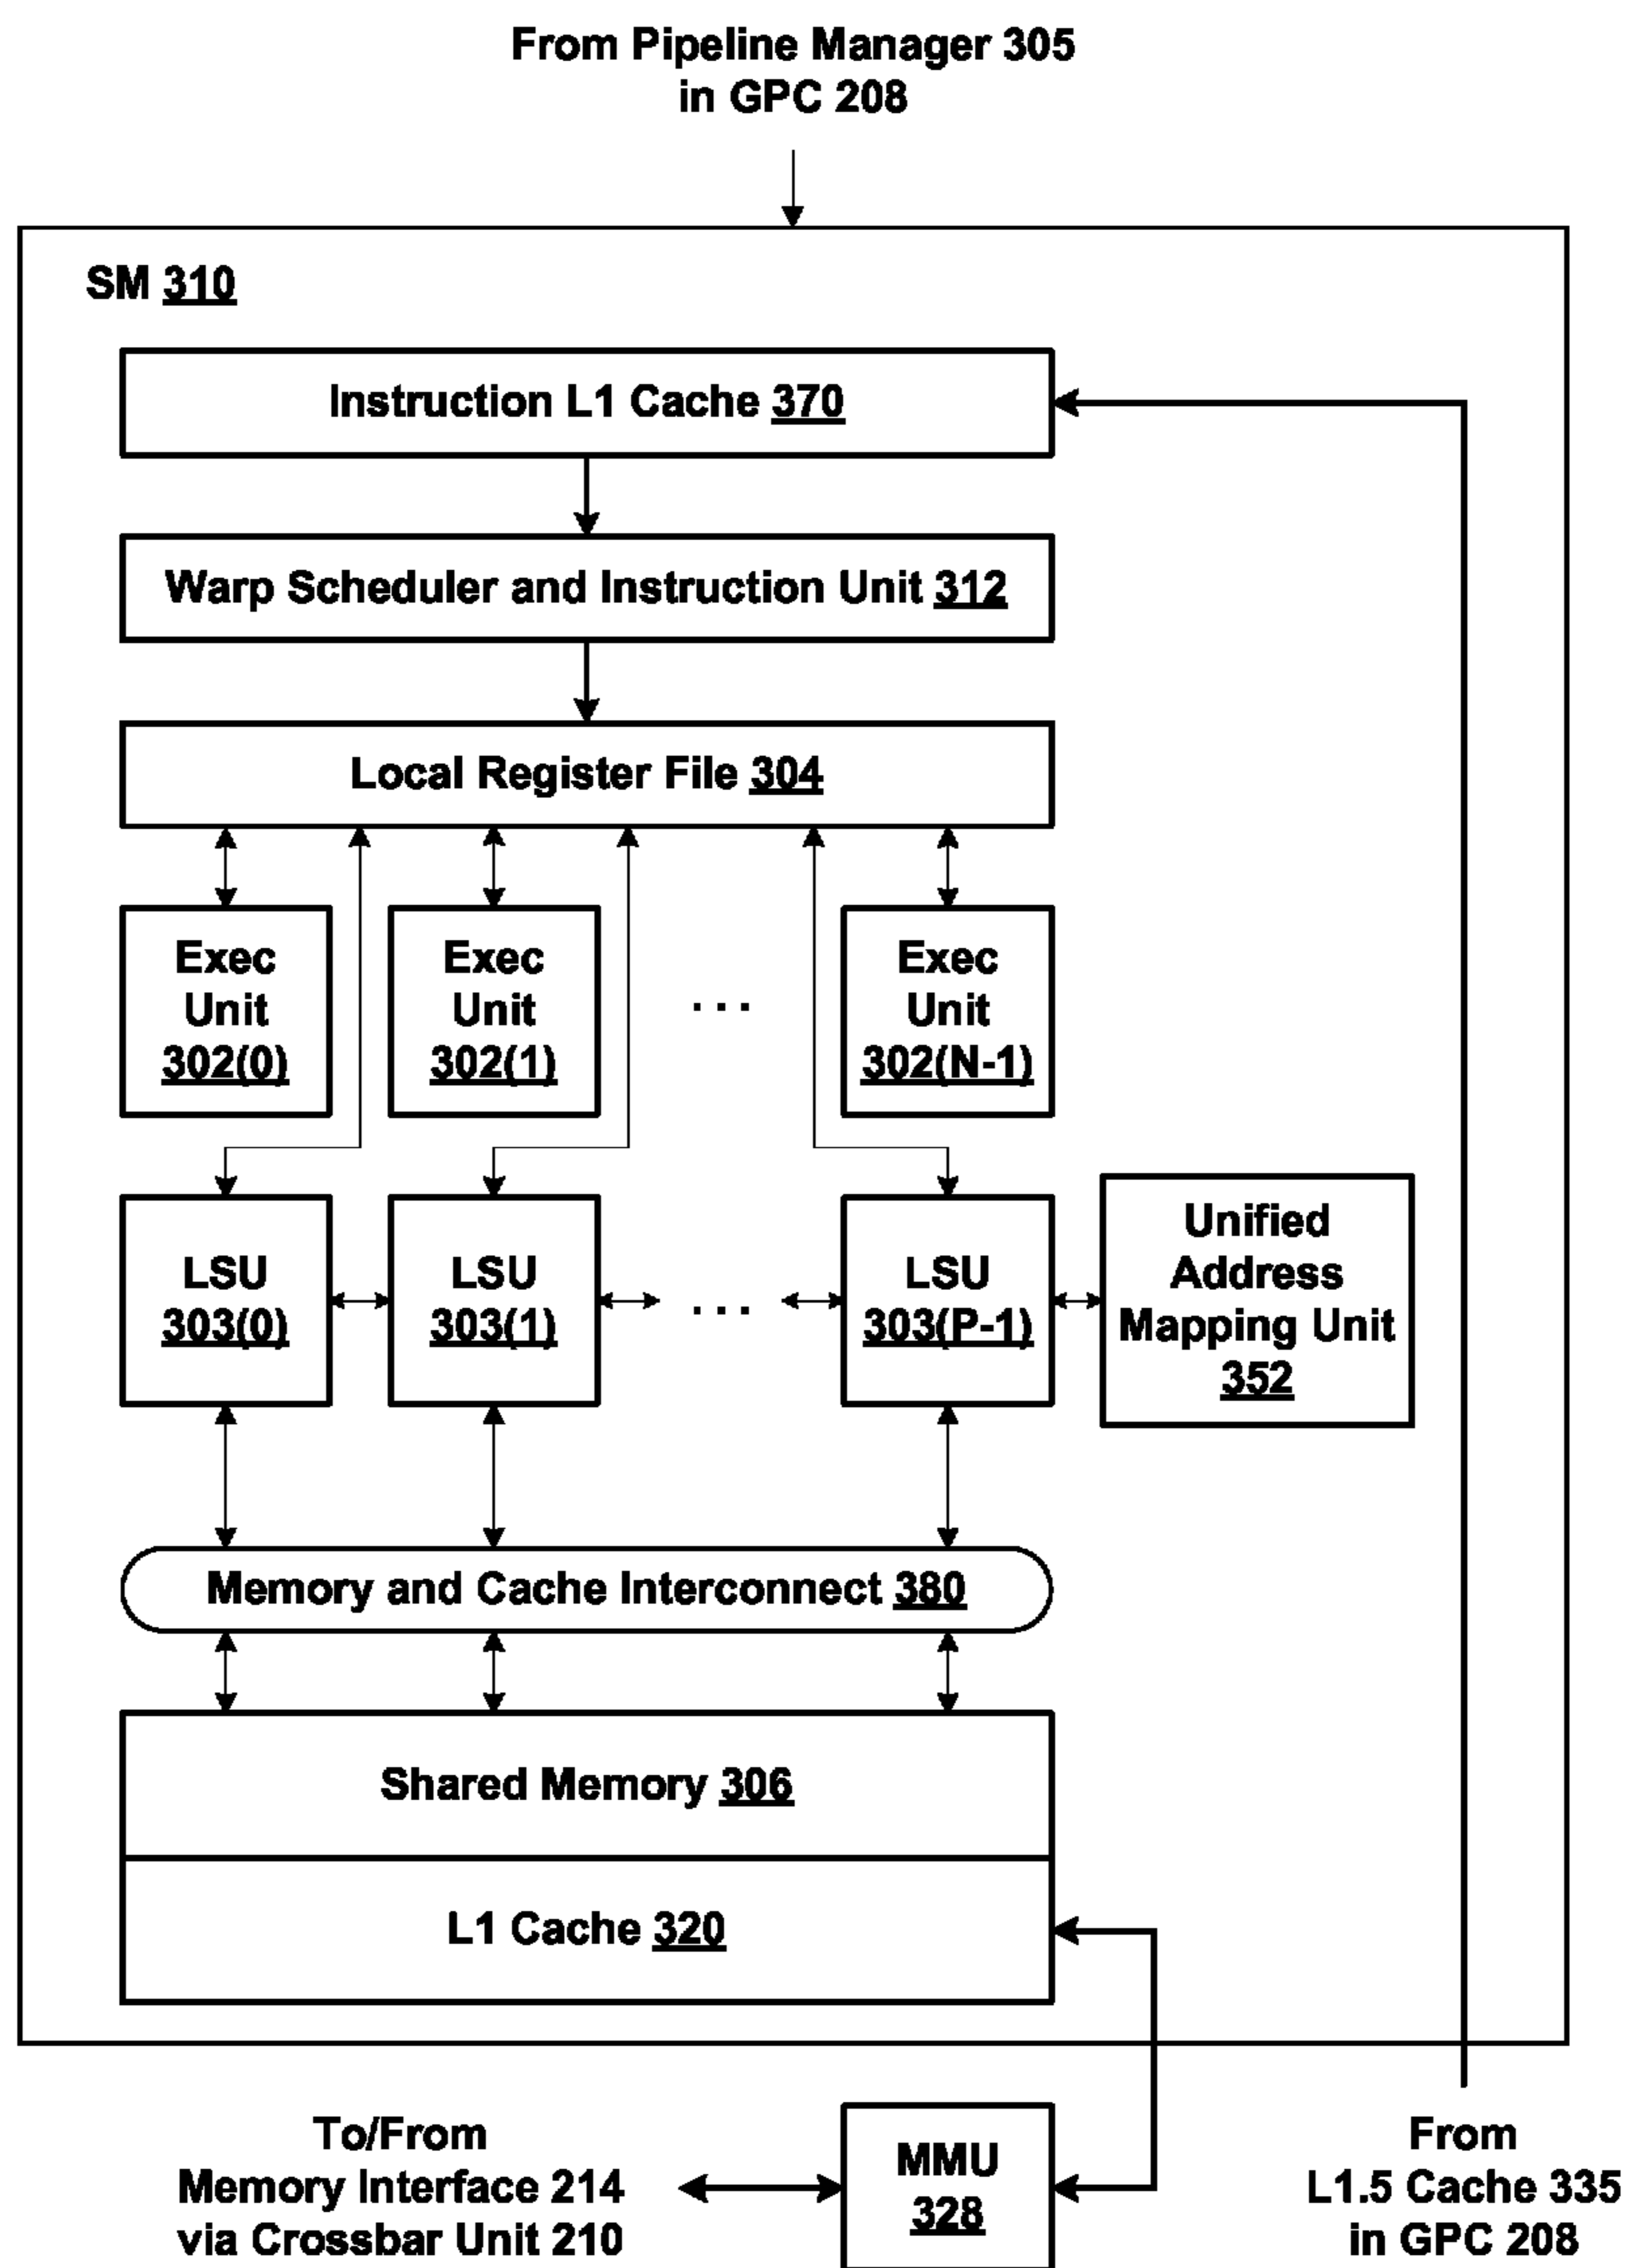 From Pipeline Manager 305
in GPC 208
SM 310
Instruction L1 Cache 370
Warp Scheduler and Instruction Unit 312
Local Register File 304
Exec
Unit
302(0)
Exec
Unit
302(1)
. . .
Exec
Unit
302(N-1)
LSU
303(0)
LSU
303(1)
. . .
LSU
303(P-1)
Unified
Address
Mapping Unit
352
Memory and Cache Interconnect 380
Shared Memory 306
L1 Cache 320
To/From
Memory Interface 214
via Crossbar Unit 210
MMU
328
From
L1.5 Cache 335
in GPC 208